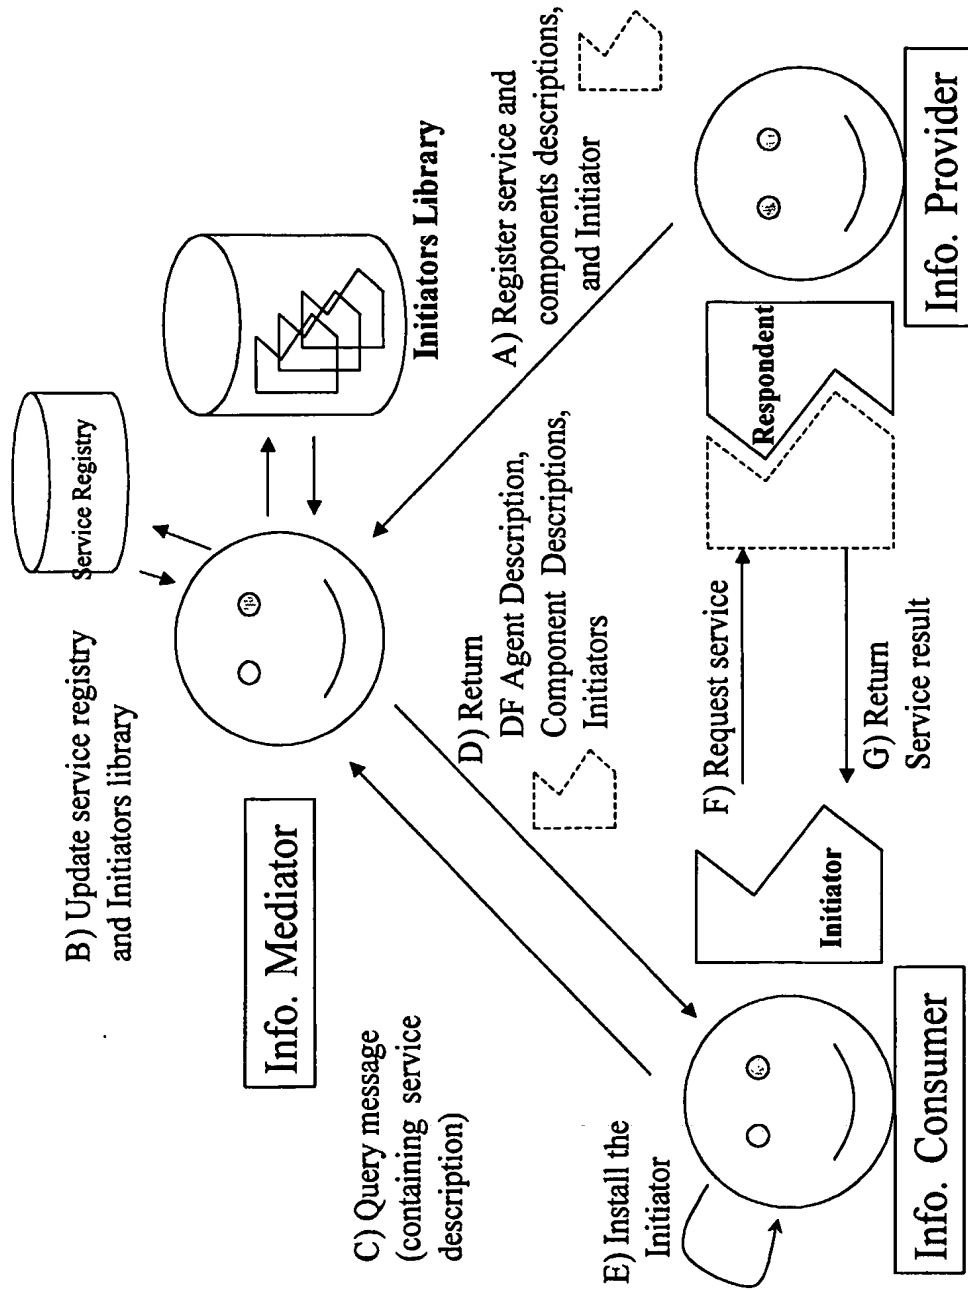 B) Update service registry
and Initiators library
Service Registry
Initiators Library
Info. Mediator
A) Register service and
components descriptions,
and Initiator
C) Query message
(containing service
description)
D) Return
DF Agent Description,
Component Descriptions,
Initiators
E) Install the
Initiator
Initiator
F) Request service
G) Return
Service result
Respondent
Info. Consumer
Info. Provider